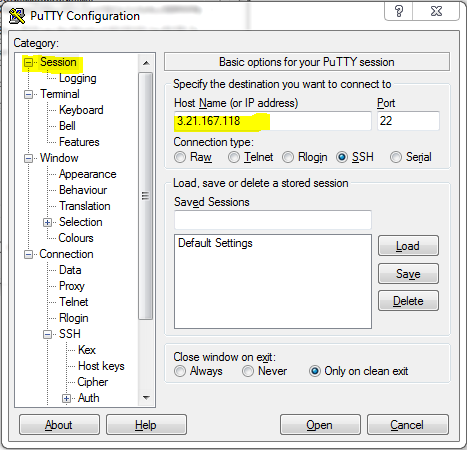 PuTTY Configuration
Category:
Session
Logging
Terminal
Keyboard
Bell
Features
Window
Appearance
Behaviour
Translation
Selection
Colours
Connection
Data
Proxy
Telnet
Rlogin
SSH
Kex
Host keys
Cipher
Auth
Basic options for your PuTTY session
Specify the destination you want to connect to
Host Name (or IP address) Port
3.21.167.118 22
Connection type:
Raw Telnet Rlogin SSH Serial
Load, save or delete a stored session
Saved Sessions
Default Settings
Load
Save
Delete
Close window on exit:
Always Never Only on clean exit
About Help Open Cancel